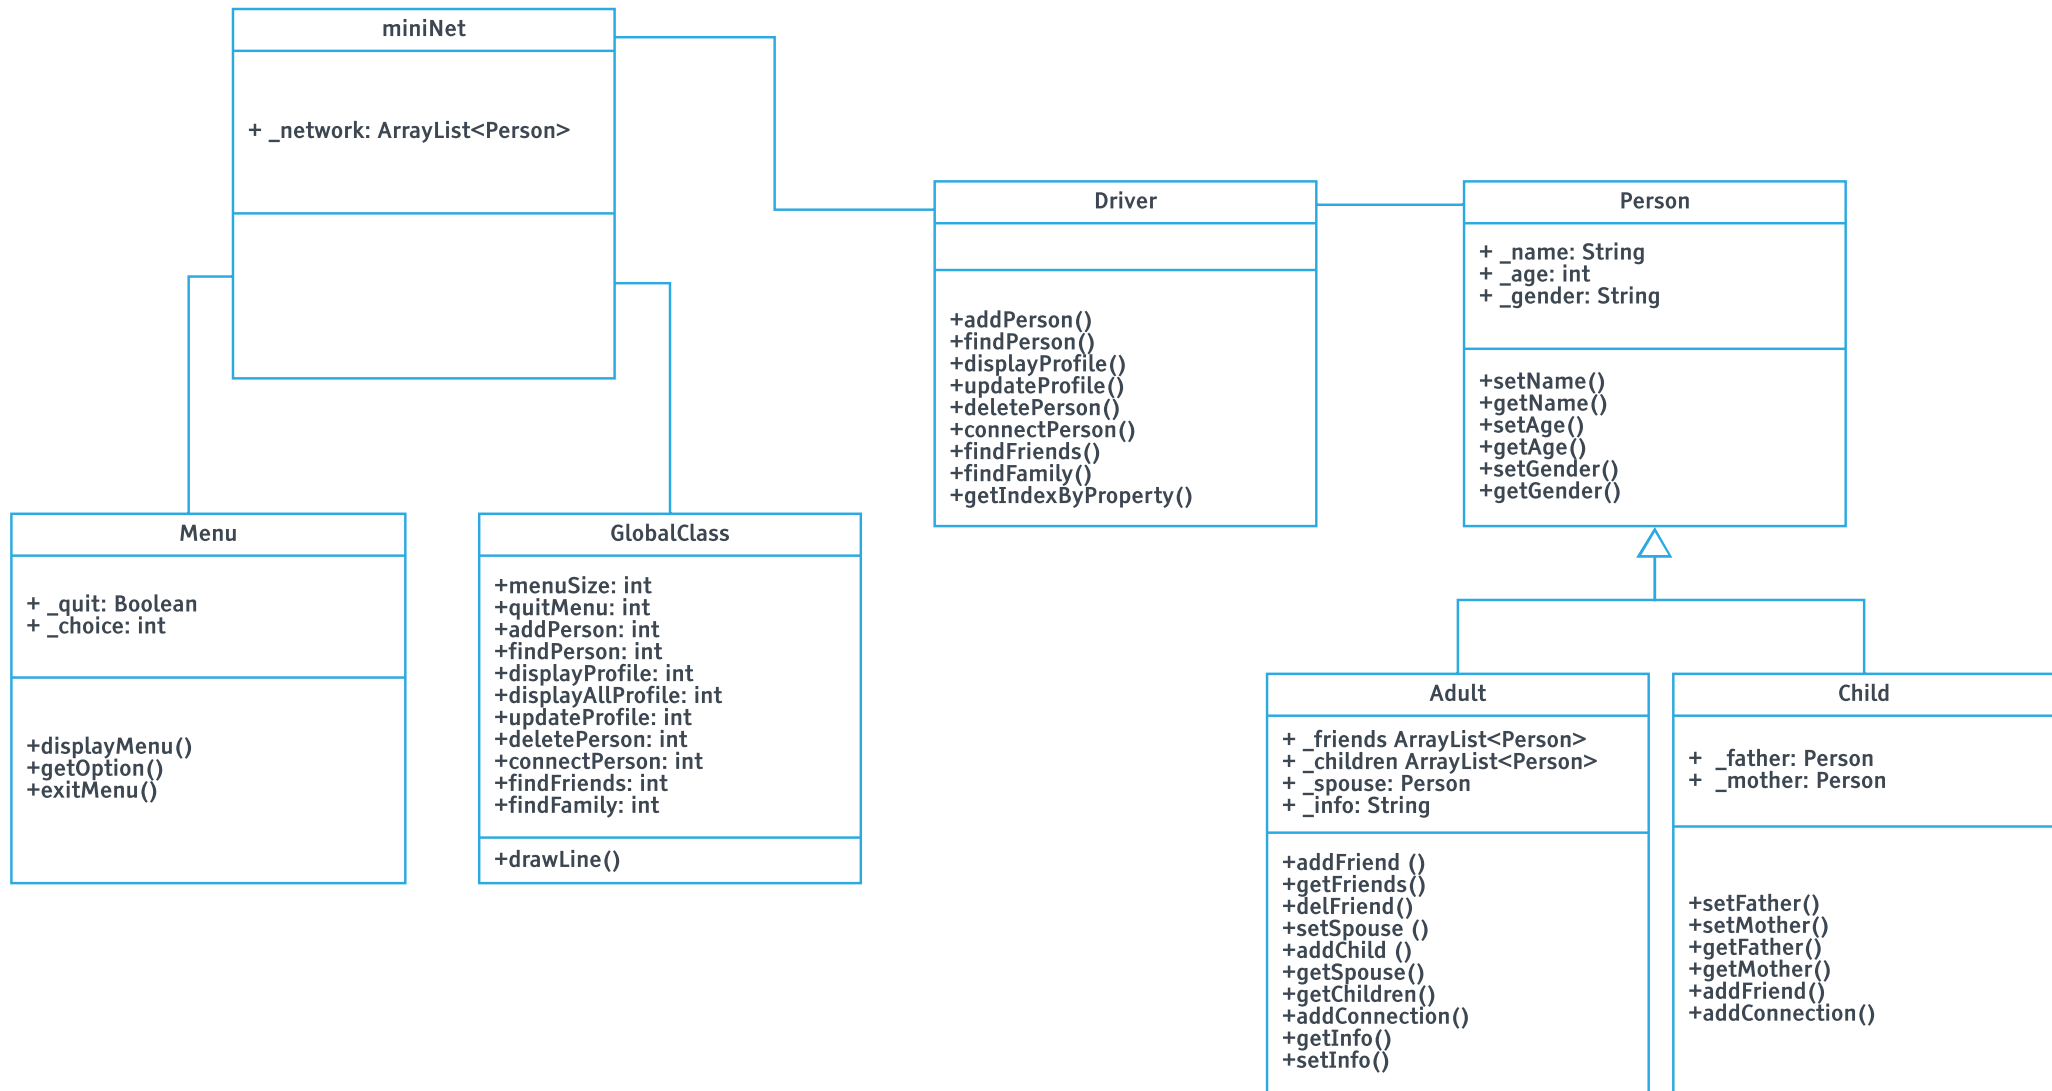 miniNet
+ _network: ArrayList<Person>
Driver
+addPerson()
+findPerson()
+displayProfile()
+updateProfile()
+deletePerson()
+connectPerson()
+findFriends()
+findFamily()
+getIndexByProperty()
Person
+ _name: String
+ _age: int
+ _gender: String
+setName()
+getName()
+setAge()
+getAge()
+setGender()
+getGender()
Menu
+ _quit: Boolean
+ _choice: int
+displayMenu()
+getOption()
+exitMenu()
GlobalClass
+menuSize: int
+quitMenu: int
+addPerson: int
+findPerson: int
+displayProfile: int
+displayAllProfile: int
+updateProfile: int
+deletePerson: int
+connectPerson: int
+findFriends: int
+findFamily: int
+drawLine()
Adult
+ _friends ArrayList<Person>
+ _children ArrayList<Person>
+ _spouse: Person
+ _info: String
+addFriend ()
+getFriends()
+delFriend()
+setSpouse ()
+addChild ()
+getSpouse()
+getChildren()
+addConnection()
+getInfo()
+setInfo()
Child
+ _father: Person
+ _mother: Person
+setFather()
+setMother()
+getFather()
+getMother()
+addFriend()
+addConnection()